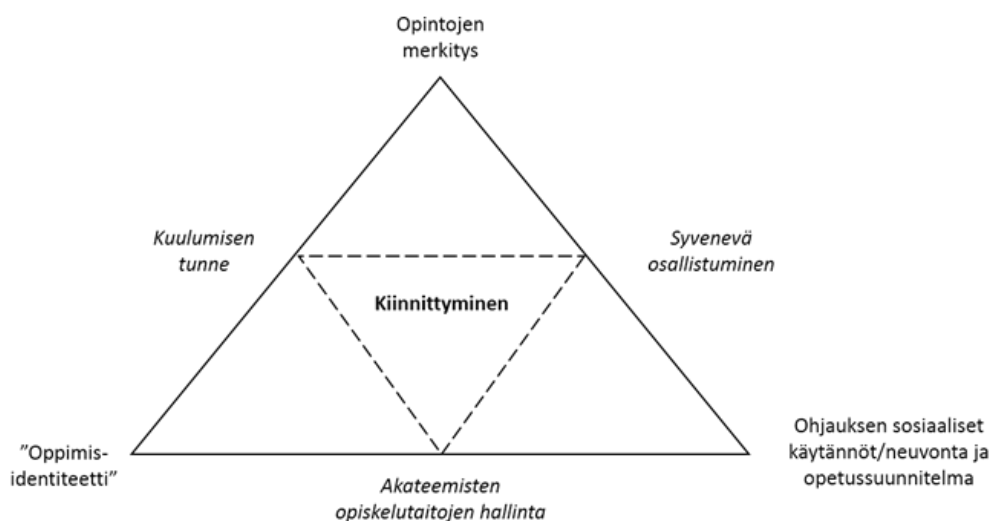 Opintojen
merkitys
Kuulumisen
tunne
Syvenevä
osallistuminen
Kiinnittyminen
”Oppimis-
identiteetti”
Ohjauksen sosiaaliset
käytännöt/neuvonta ja
opetussuunnitelma
Akateemisten
opiskelutaitojen hallinta